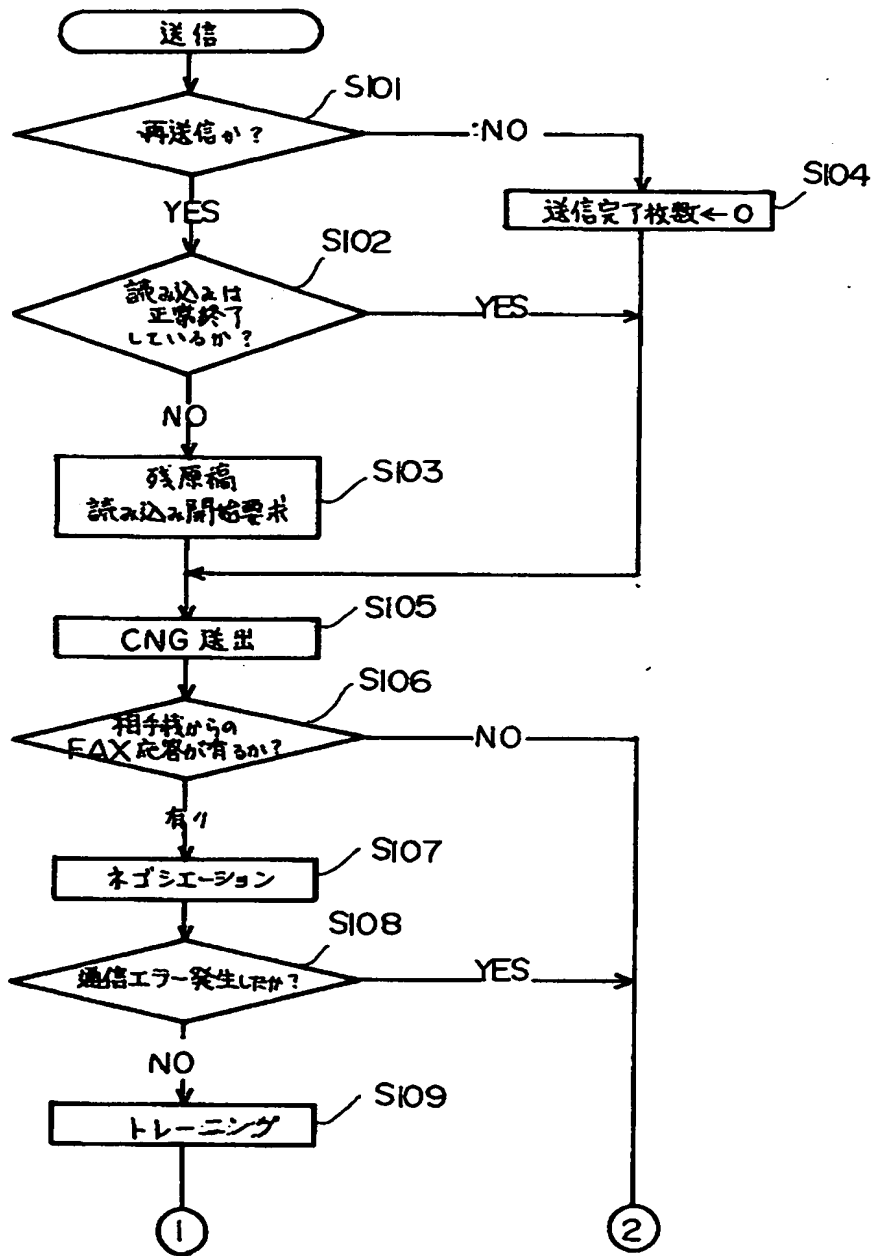 送信
S101
再送信か?
NO
S104
送信完了枚数←0
YES
S102
読み込みは
正常終了
しているか?
YES
NO
S103
残原稿
読み込み開始要求
S105
CNG 送出
S106
相手機からの
FAX応答が有るか?
NO
有り
S107
ネゴシエーション
S108
通信エラー発生したか?
YES
NO
S109
トレーニング
1
2